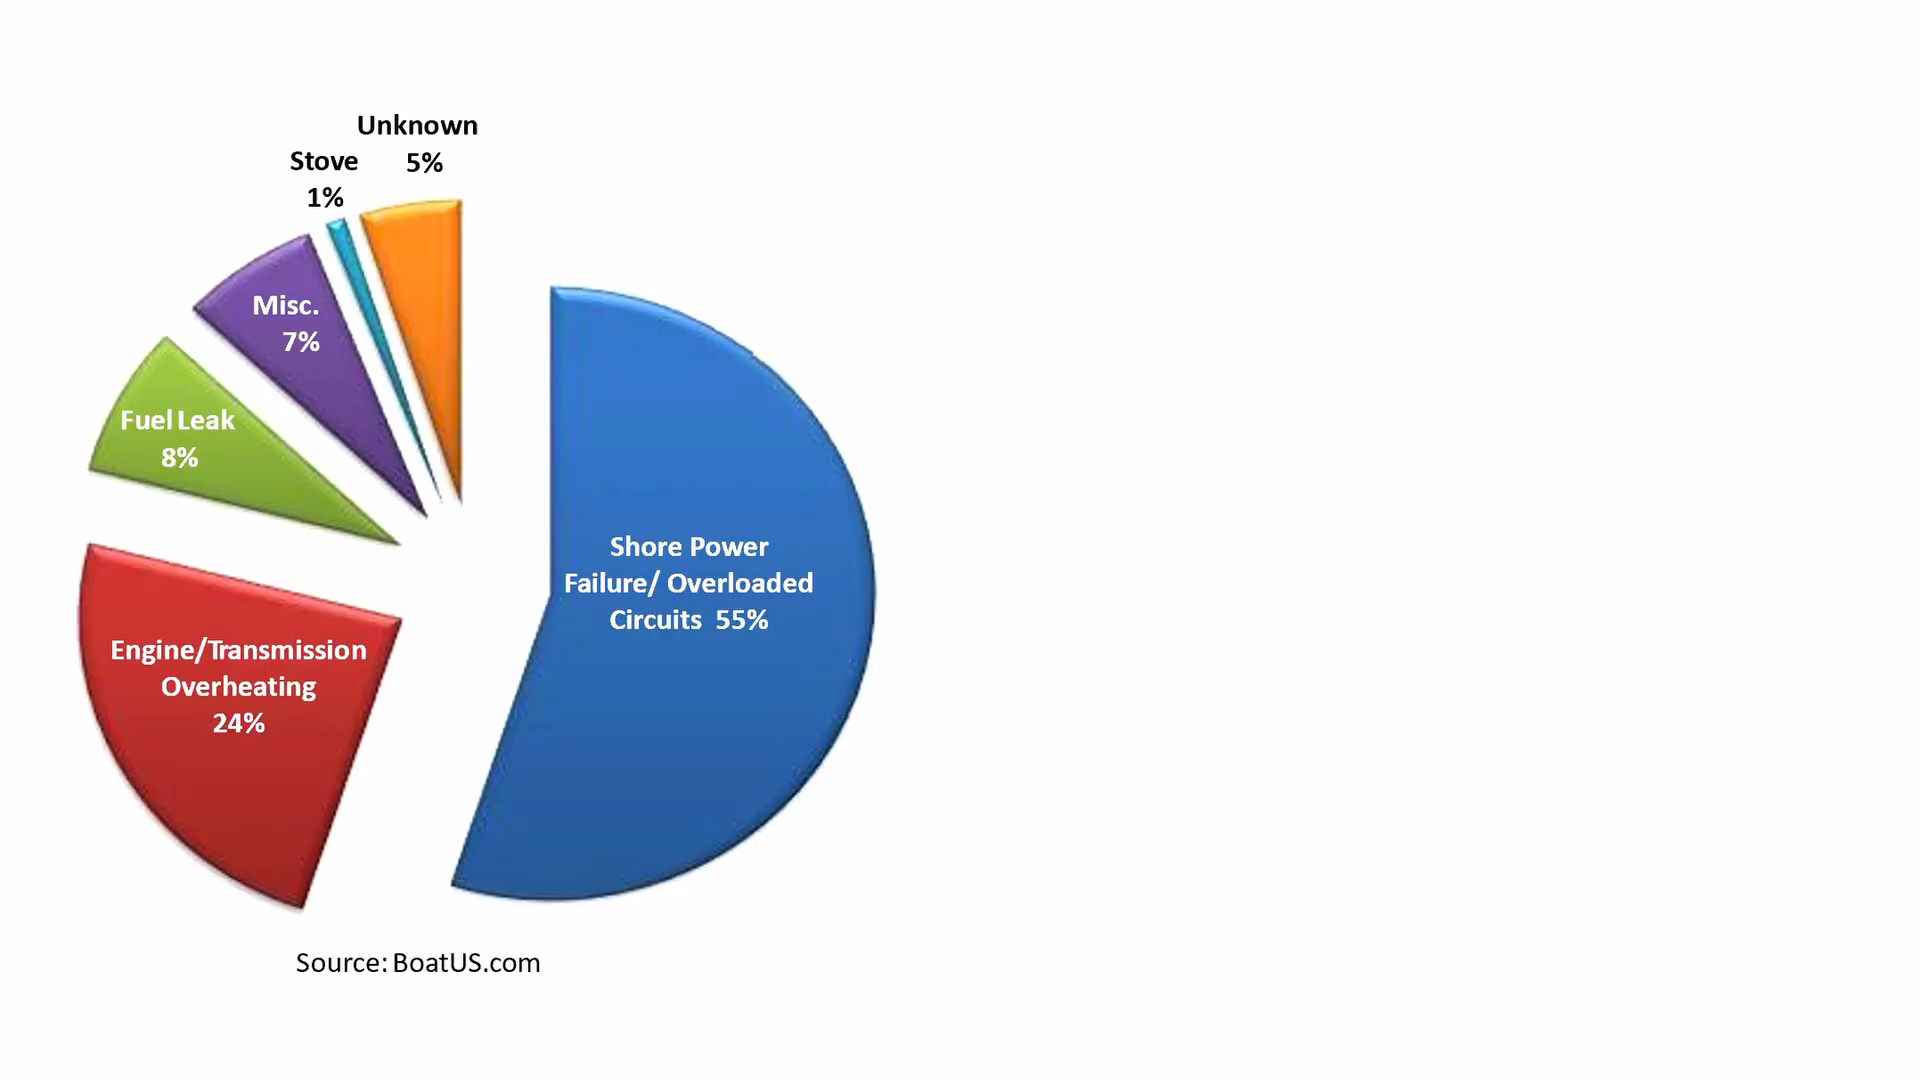 Unknown
5%
Stove
1%
Misc.
7%
Fuel Leak
8%
Shore Power
Failure/ Overloaded
Circuits 55%
Engine/Transmission
Overheating
24%
Source: BoatUS.com